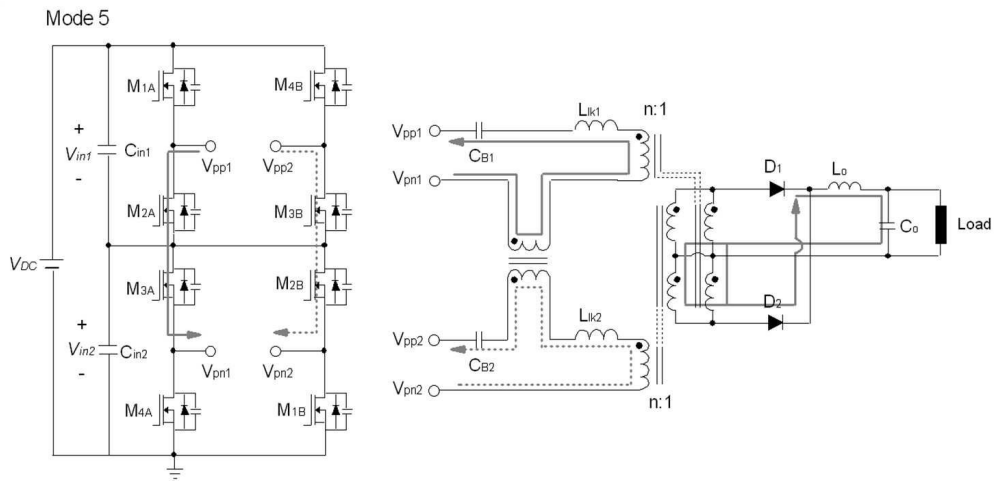 Mode 5
M1A
M4B
+
Vin1
-
Cin1
Vpp1
Vpp2
M2A
M3B
VDC
M3A
M2B
+
Vin2
-
Cin2
Vpn1
Vpn2
M4A
M1B
Vpp1
CB1
Llk1
n:1
Vpn1
Vpp2
CB2
Llk2
Vpn2
n:1
D1
Lo
Co
Load
D2